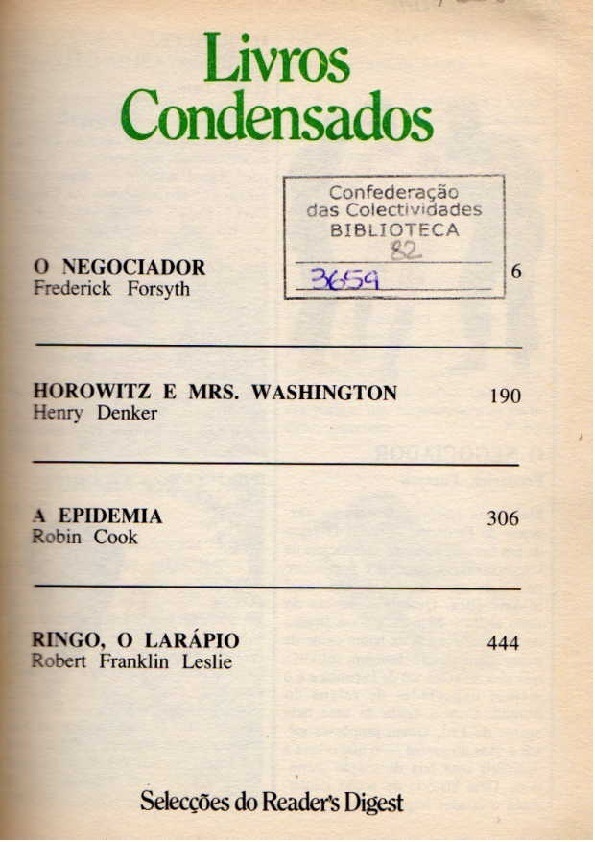 Livros
Condensados
Confederação
das Colectividades
BIBLIOTECA
82
3659
O NEGOCIADOR 6
Frederick Forsyth
HOROWITZ E MRS. WASHINGTON 190
Henry Denker
A EPIDEMIA 306
Robin Cook
RINGO, O LARÁPIO 444
Robert Franklin Leslie
Selecções do Reader's Digest